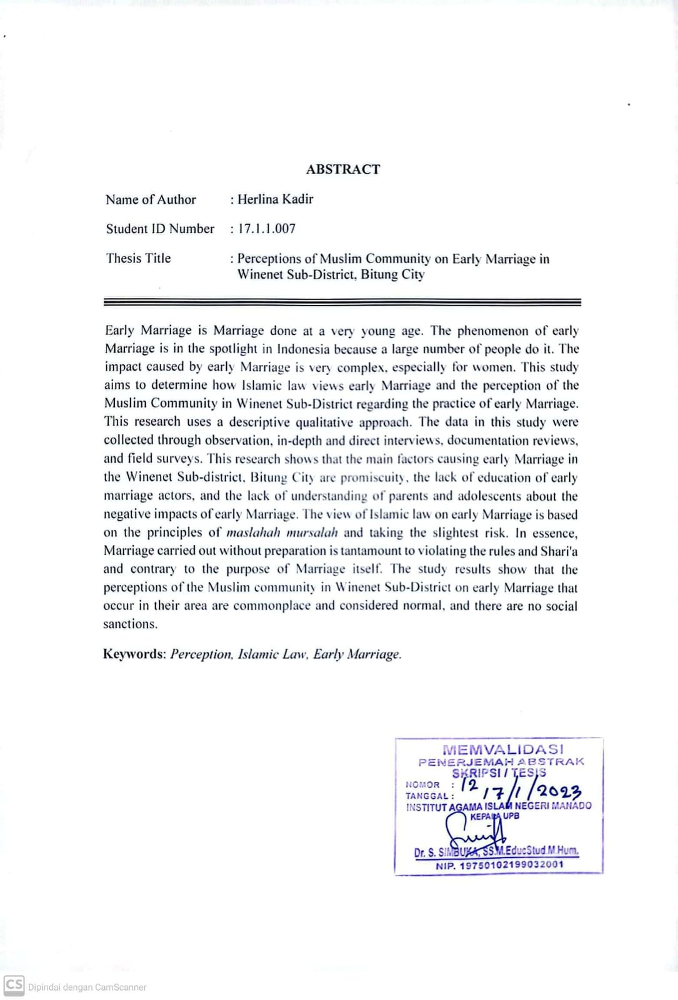 ABSTRACT
Name of Author : Herlina Kadir
Student ID Number : 17.1.1.007
Thesis Title : Perceptions of Muslim Community on Early Marriage in
Winenet Sub-District, Bitung City
Early Marriage is Marriage done at a very young age. The phenomenon of early
Marriage is in the spotlight in Indonesia because a large number of people do it. The
impact caused by early Marriage is very complex, especially for women. This study
aims to determine how Islamic law views early Marriage and the perception of the
Muslim Community in Winenet Sub-District regarding the practice of early Marriage.
This research uses a descriptive qualitative approach. The data in this study were
collected through observation, in-depth and direct interviews, documentation reviews,
and field surveys. This research shows that the main factors causing early Marriage in
the Winenet Sub-district, Bitung City are promiscuity, the lack of education of early
marriage actors, and the lack of understanding of parents and adolescents about the
negative impacts of early Marriage. The view of Islamic law on early Marriage is based
on the principles of maslahah mursalah and taking the slightest risk. In essence,
Marriage carried out without preparation is tantamount to violating the rules and Shari'a
and contrary to the purpose of Marriage itself. The study results show that the
perceptions of the Muslim community in Winenet Sub-District on early Marriage that
occur in their area are commonplace and considered normal, and there are no social
sanctions.
Keywords: Perception, Islamic Law, Early Marriage.
MEMVALIDASI
PENERJEMAH ABSTRAK
SKRIPSI / TESIS
NOMOR : 12
TANGGAL : 17/1/2023
INSTITUT AGAMA ISLAM NEGERI MANADO
KEPALA UPB
Dr. S. SIMBUKA, SS.M.EducStud.M.Hum.
NIP. 19750102199032001
CS Dipindai dengan CamScanner